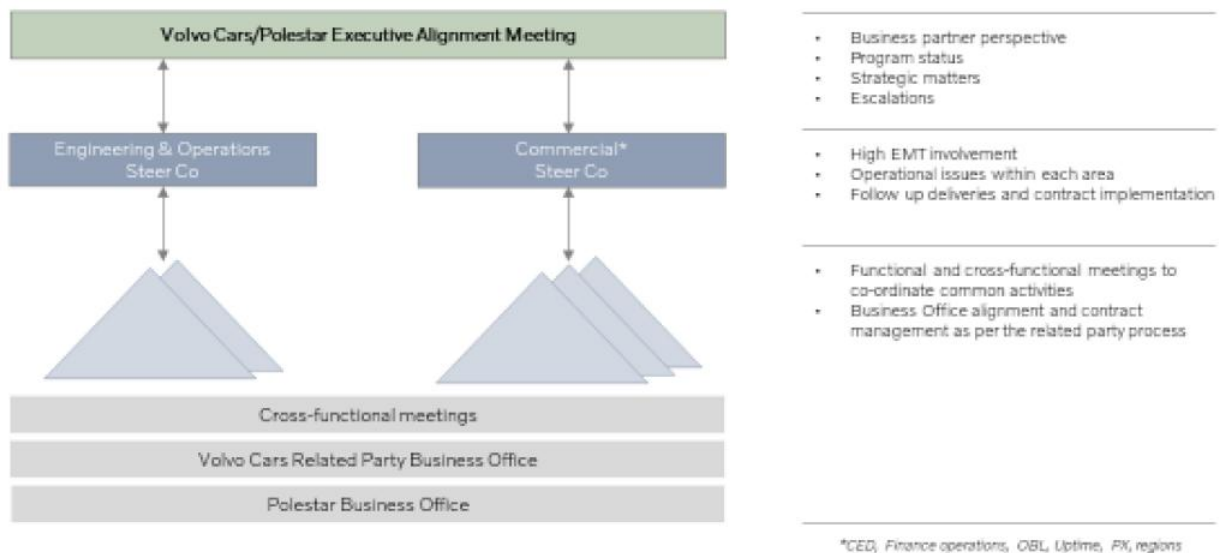 Volvo Cars/Polestar Executive Alignment Meeting
• Business partner perspective
• Program status
• Strategic matters
• Escalations
Engineering & Operations
Steer Co
Commercial*
Steer Co
• High EMT involvement
• Operational issues within each area
• Follow up deliveries and contract implementation
• Functional and cross-functional meetings to
co-ordinate common activities
• Business Office alignment and contract
management as per the related party process
Cross-functional meetings
Volvo Cars Related Party Business Office
Polestar Business Office
*CED, Finance operations, OBL, Uptime, PX, regions